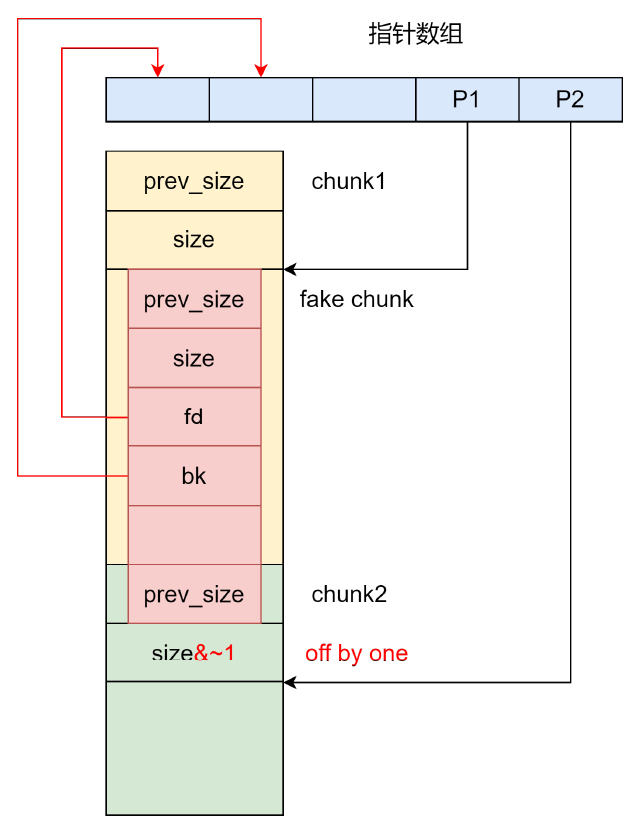 指针数组
P1
P2
prev_size
chunk1
size
prev_size
fake chunk
size
fd
bk
prev_size
chunk2
size&~1
off by one